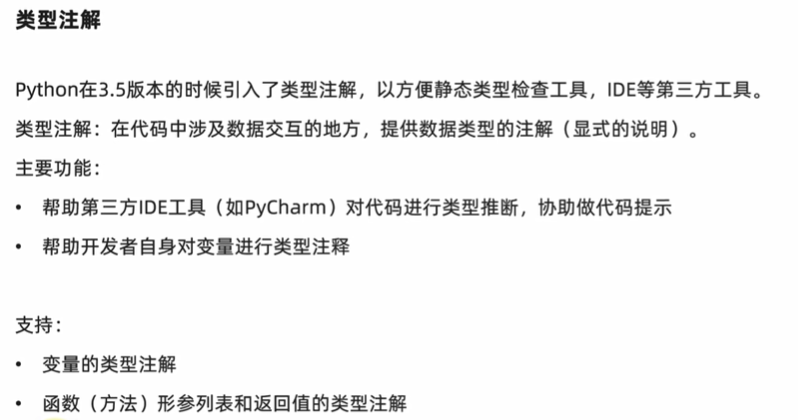 类型注解
Python在3.5版本的时候引入了类型注解，以方便静态类型检查工具，IDE等第三方工具。
类型注解：在代码中涉及数据交互的地方，提供数据类型的注解（显式的说明）。
主要功能：
• 帮助第三方IDE工具（如PyCharm）对代码进行类型推断，协助做代码提示
• 帮助开发者自身对变量进行类型注释
支持：
• 变量的类型注解
• 函数（方法）形参列表和返回值的类型注解